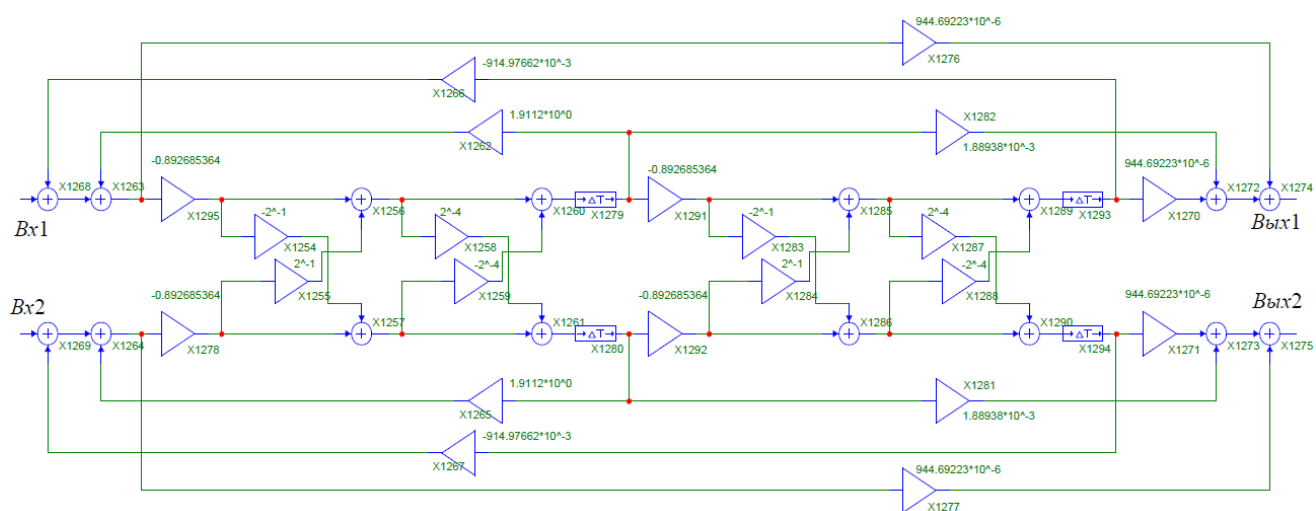 944.69223*10^-6
X1276
-914.97662*10^-3
X1266
1.9112*10^0
X1262
X1282
1.88938*10^-3
-0.892685364
-0.892685364
944.69223*10^-6
X1268
X1263
X1295
X1256
X1260
X1279
X1291
X1285
X1289
X1293
X1270
X1272
X1274
Вх1
-2^-1
X1254
2^-4
X1258
-2^-1
X1283
2^-4
X1287
Вых1
2^-1
X1255
-2^-4
X1259
2^-1
X1284
-2^-4
X1288
Вх2
-0.892685364
-0.892685364
944.69223*10^-6
Вых2
X1269
X1264
X1278
X1257
X1261
X1280
X1292
X1286
X1290
X1294
X1271
X1273
X1275
ΔT
ΔT
ΔT
ΔT
1.9112*10^0
X1265
X1281
1.88938*10^-3
-914.97662*10^-3
X1267
944.69223*10^-6
X1277